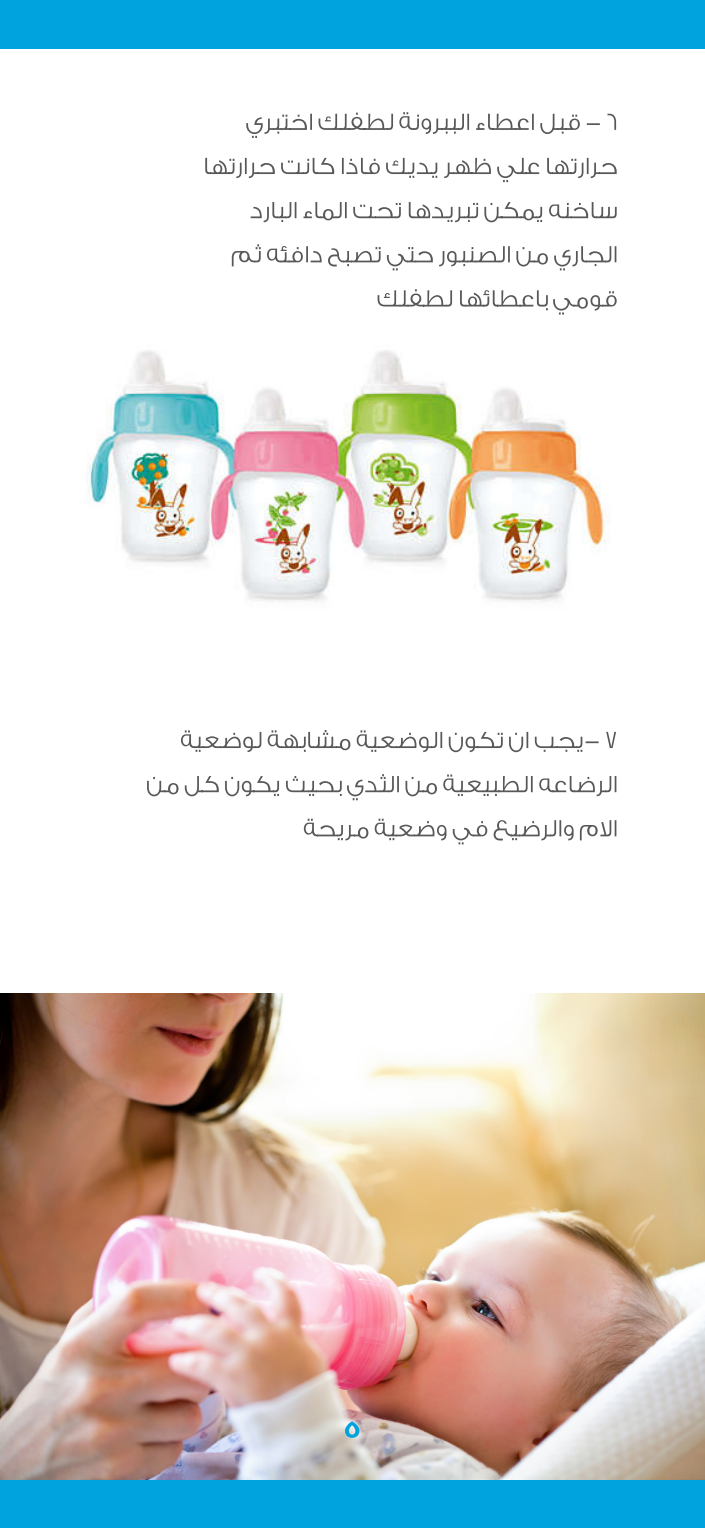 ٦ - قبل اعطاء الببرونة لطفلك اختبري
حرارتها علي ظهر يديك فاذا كانت حرارتها
ساخنه يمكن تبريدها تحت الماء البارد
الجاري من الصنبور حتي تصبح دافئه ثم
قومي باعطائها لطفلك
٧ -يجب ان تكون الوضعية مشابهة لوضعية
الرضاعه الطبيعية من الثدي بحيث يكون كل من
الام والرضيع في وضعية مريحة